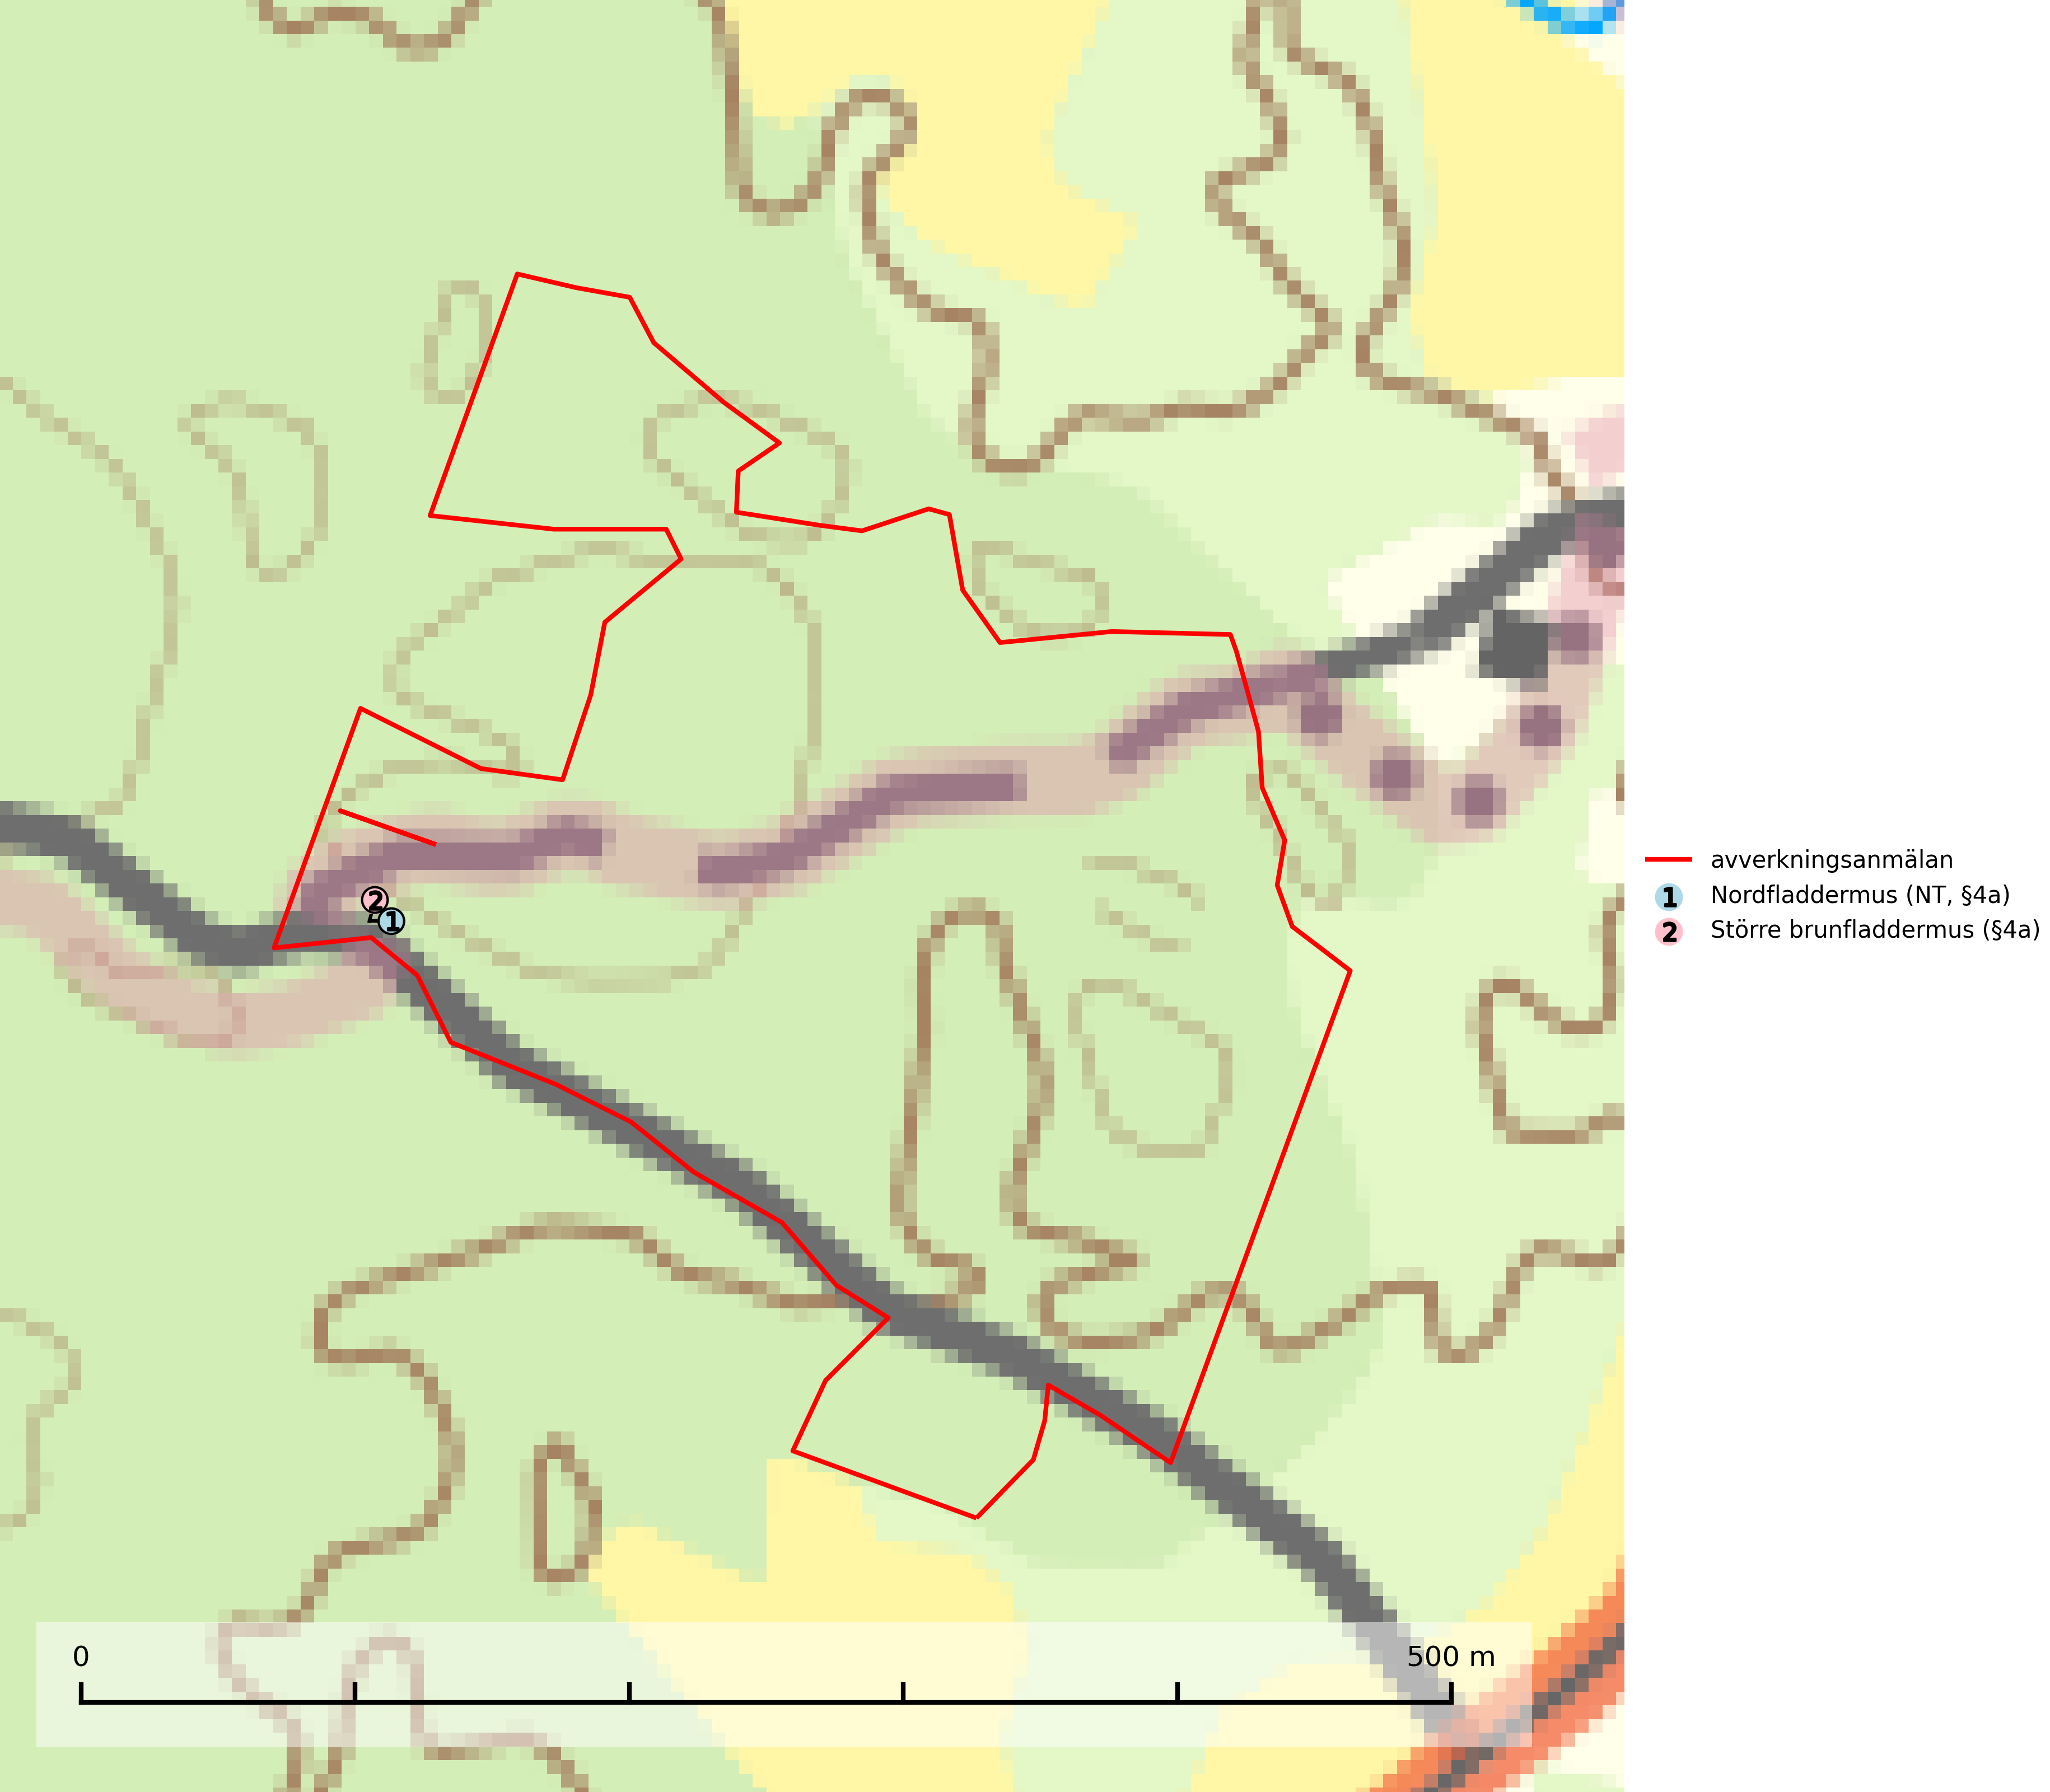 2
1
avverkningsanmälan
1 Nordfladdermus (NT, §4a)
2 Större brunfladdermus (§4a)
0 500 m